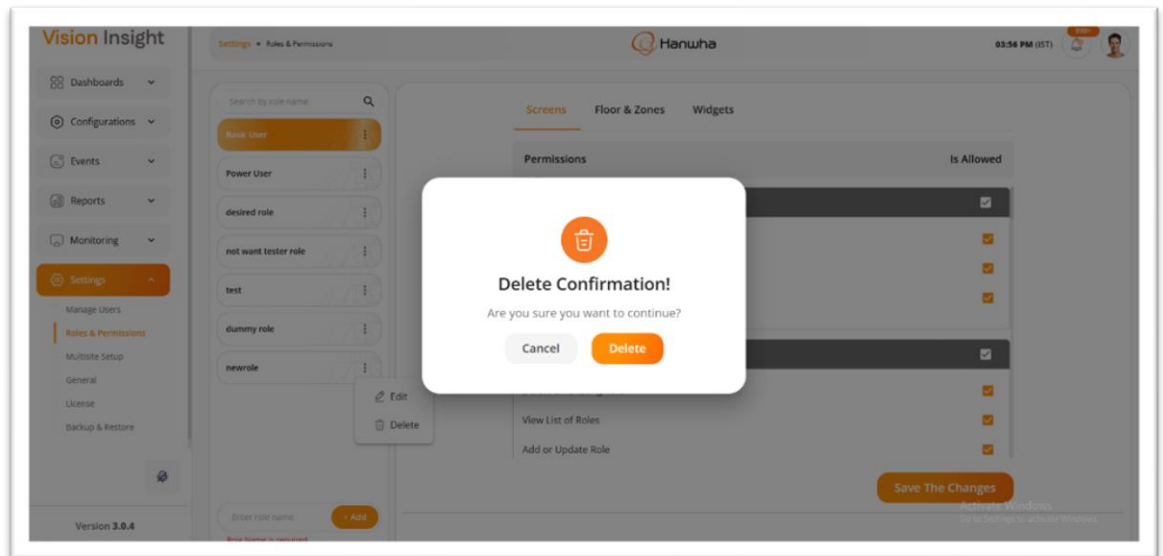 Vision Insight
Settings • Roles & Permissions
Hanwha
03:56 PM (IST)
Dashboards
Configurations
Events
Reports
Monitoring
Settings
Manage Users
Roles & Permissions
Multisite Setup
General
License
Backup & Restore
Version 3.0.4
Search by role name
Basic User
Power User
desired role
not want tester role
test
dummy role
newrole
Edit
Delete
Enter role name
+ Add
Role Name is required
Screens Floor & Zones Widgets
Permissions Is Allowed
Delete Confirmation!
Are you sure you want to continue?
Cancel Delete
View List of Roles
Add or Update Role
Save The Changes
Activate Windows
Go to Settings to activate Windows.